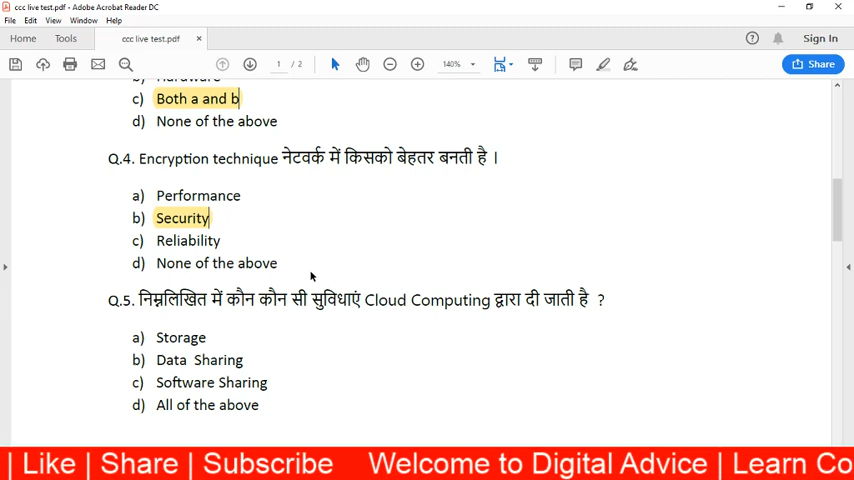 ccc live test.pdf - Adobe Acrobat Reader DC
File Edit View Window Help
Home Tools ccc live test.pdf × Sign In
1 / 2 140% Share
b) Hardware
c) Both a and b
d) None of the above
Q.4. Encryption technique नेटवर्क में किसको बेहतर बनती है ।
a) Performance
b) Security
c) Reliability
d) None of the above
Q.5. निम्नलिखित में कौन कौन सी सुविधाएं Cloud Computing द्वारा दी जाती है ?
a) Storage
b) Data Sharing
c) Software Sharing
d) All of the above
| Like | Share | Subscribe Welcome to Digital Advice | Learn Co